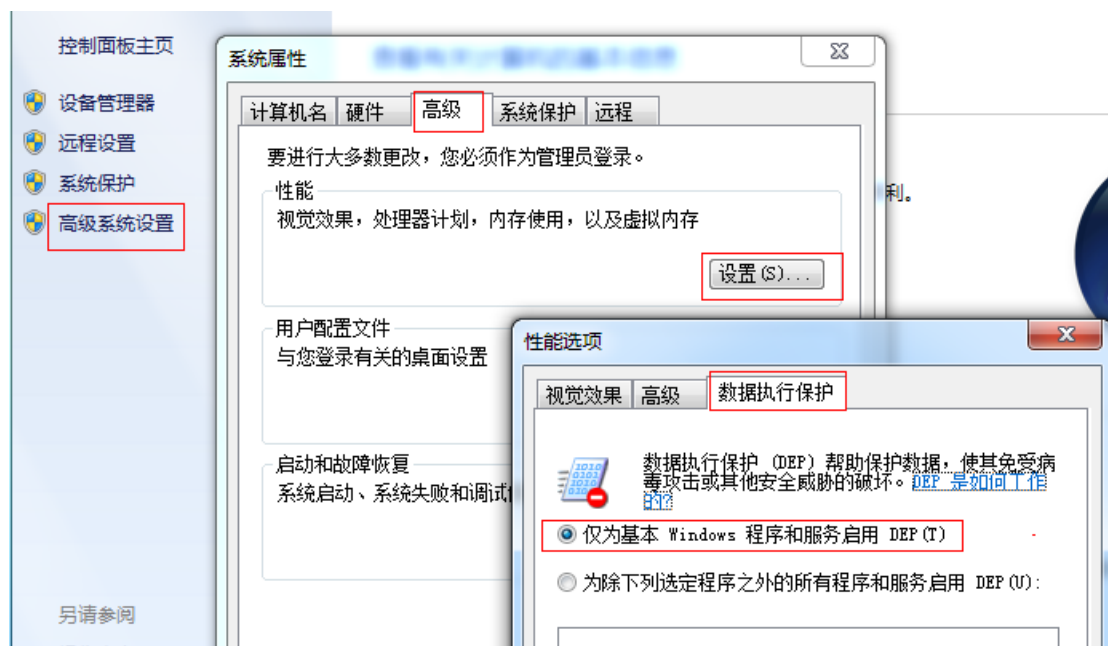 控制面板主页
设备管理器
远程设置
系统保护
高级系统设置
另请参阅
系统属性
计算机名 硬件 高级 系统保护 远程
要进行大多数更改，您必须作为管理员登录。
性能
视觉效果，处理器计划，内存使用，以及虚拟内存
设置(S)...
用户配置文件
与您登录有关的桌面设置
启动和故障恢复
系统启动、系统失败和调试
利。
性能选项
视觉效果 高级 数据执行保护
数据执行保护 (DEP) 帮助保护数据，使其免受病
毒攻击或其他安全威胁的破坏。DEP 是如何工作
的?
仅为基本 Windows 程序和服务启用 DEP(T)
为除下列选定程序之外的所有程序和服务启用 DEP(U):